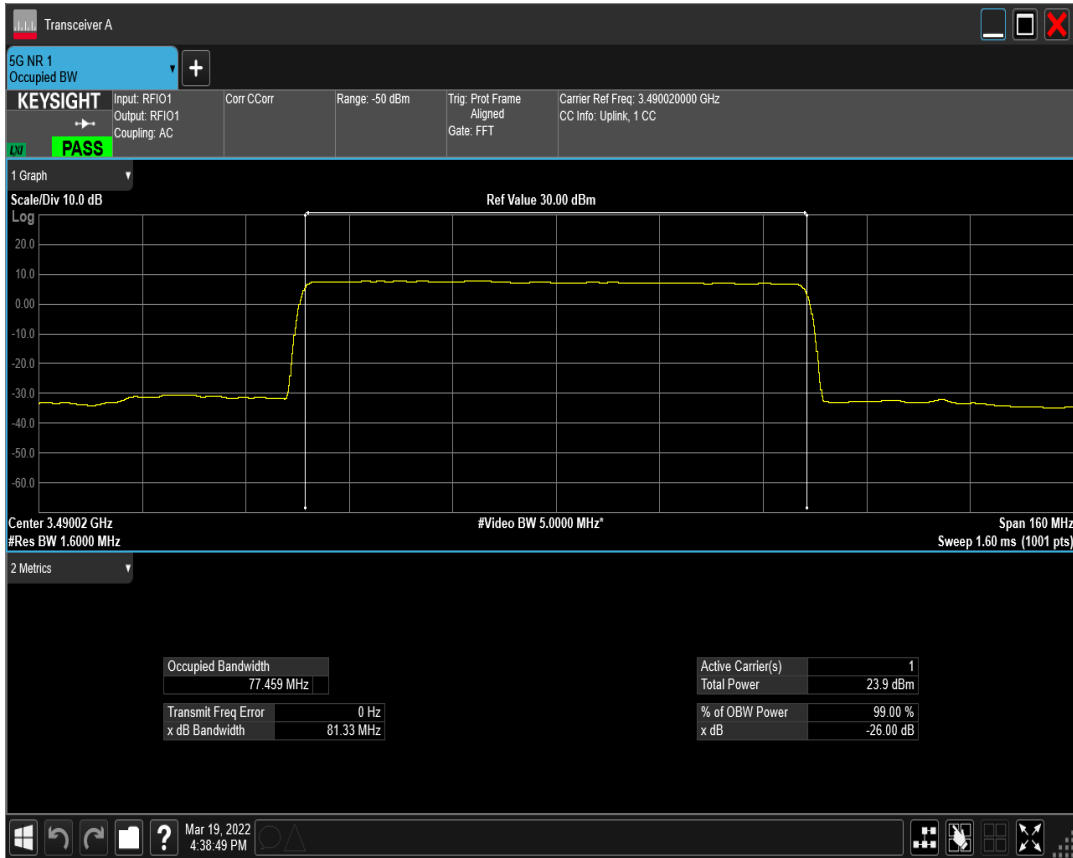 Transceiver A
5G NR 1
Occupied BW
+
KEYSIGHT
LXI
PASS
Input: RFIO1
Output: RFIO1
Coupling: AC
Corr CCorr
Range: -50 dBm
Trig: Prot Frame
Aligned
Gate: FFT
Carrier Ref Freq: 3.490020000 GHz
CC Info: Uplink, 1 CC
1 Graph
Scale/Div 10.0 dB
Ref Value 30.00 dBm
Log
20.0
10.0
0.00
-10.0
-20.0
-30.0
-40.0
-50.0
-60.0
Center 3.49002 GHz
#Video BW 5.0000 MHz*
Span 160 MHz
#Res BW 1.6000 MHz
Sweep 1.60 ms (1001 pts)
2 Metrics
Occupied Bandwidth
77.459 MHz
Transmit Freq Error 0 Hz
x dB Bandwidth 81.33 MHz
Active Carrier(s) 1
Total Power 23.9 dBm
% of OBW Power 99.00 %
x dB -26.00 dB
?
Mar 19, 2022
4:38:49 PM